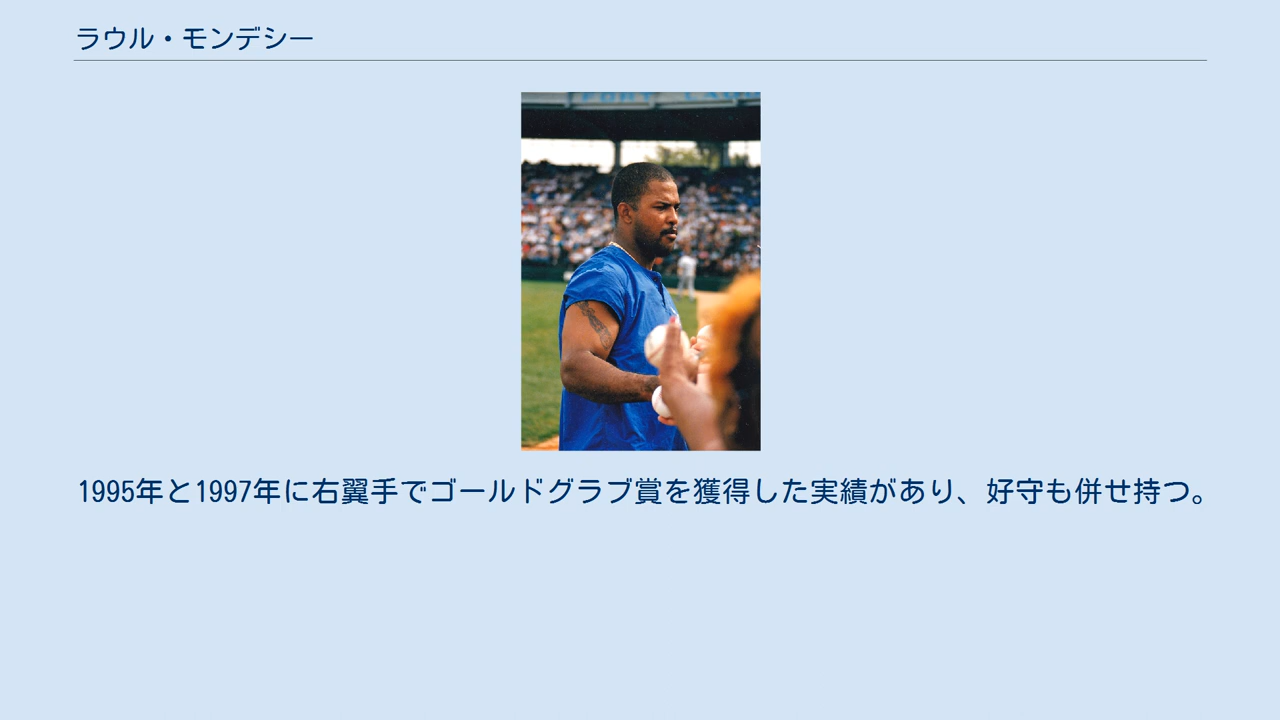 ラウル・モンデシー
1995年と1997年に右翼手でゴールドグラブ賞を獲得した実績があり、好守も併せ持つ。